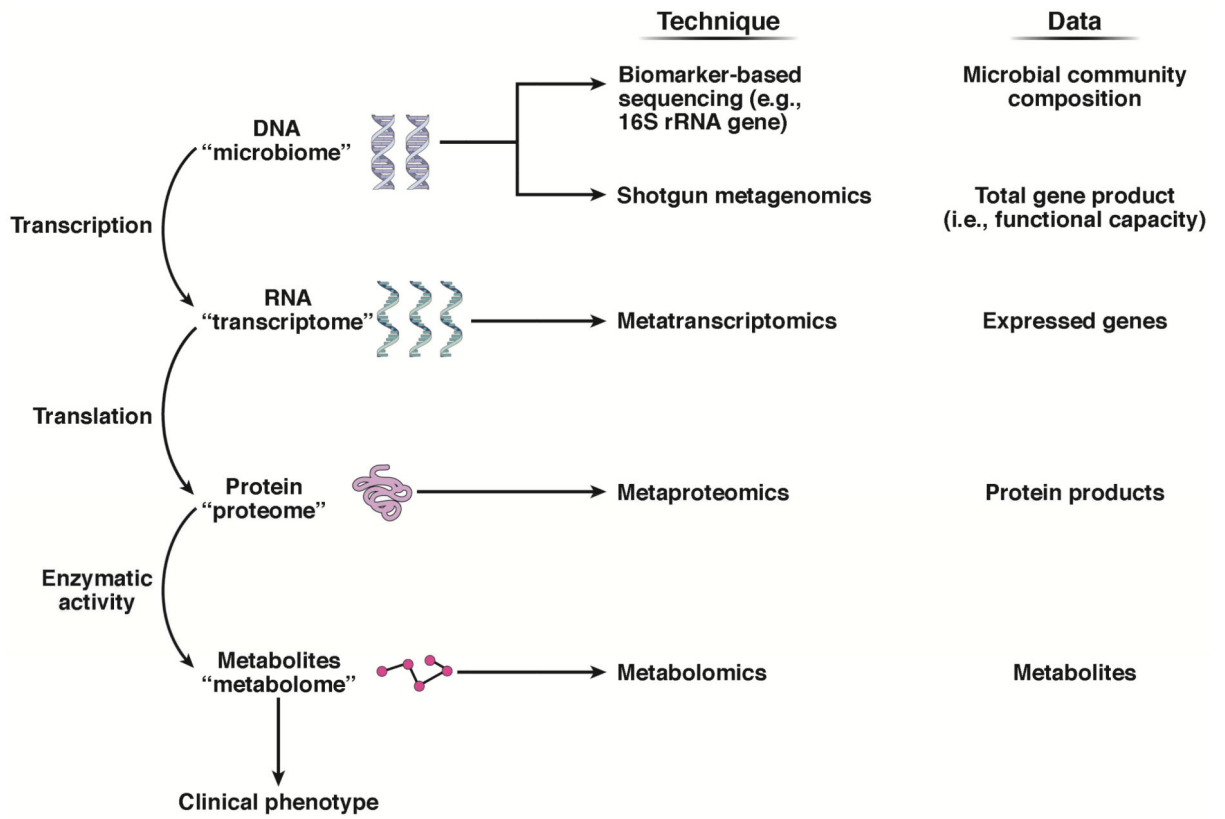 Technique
Data
Biomarker-based
sequencing (e.g.,
16S rRNA gene)
Microbial community
composition
DNA
“microbiome”
Shotgun metagenomics
Total gene product
(i.e., functional capacity)
Transcription
RNA
“transcriptome”
Metatranscriptomics
Expressed genes
Translation
Protein
“proteome”
Metaproteomics
Protein products
Enzymatic
activity
Metabolites
“metabolome”
Metabolomics
Metabolites
Clinical phenotype